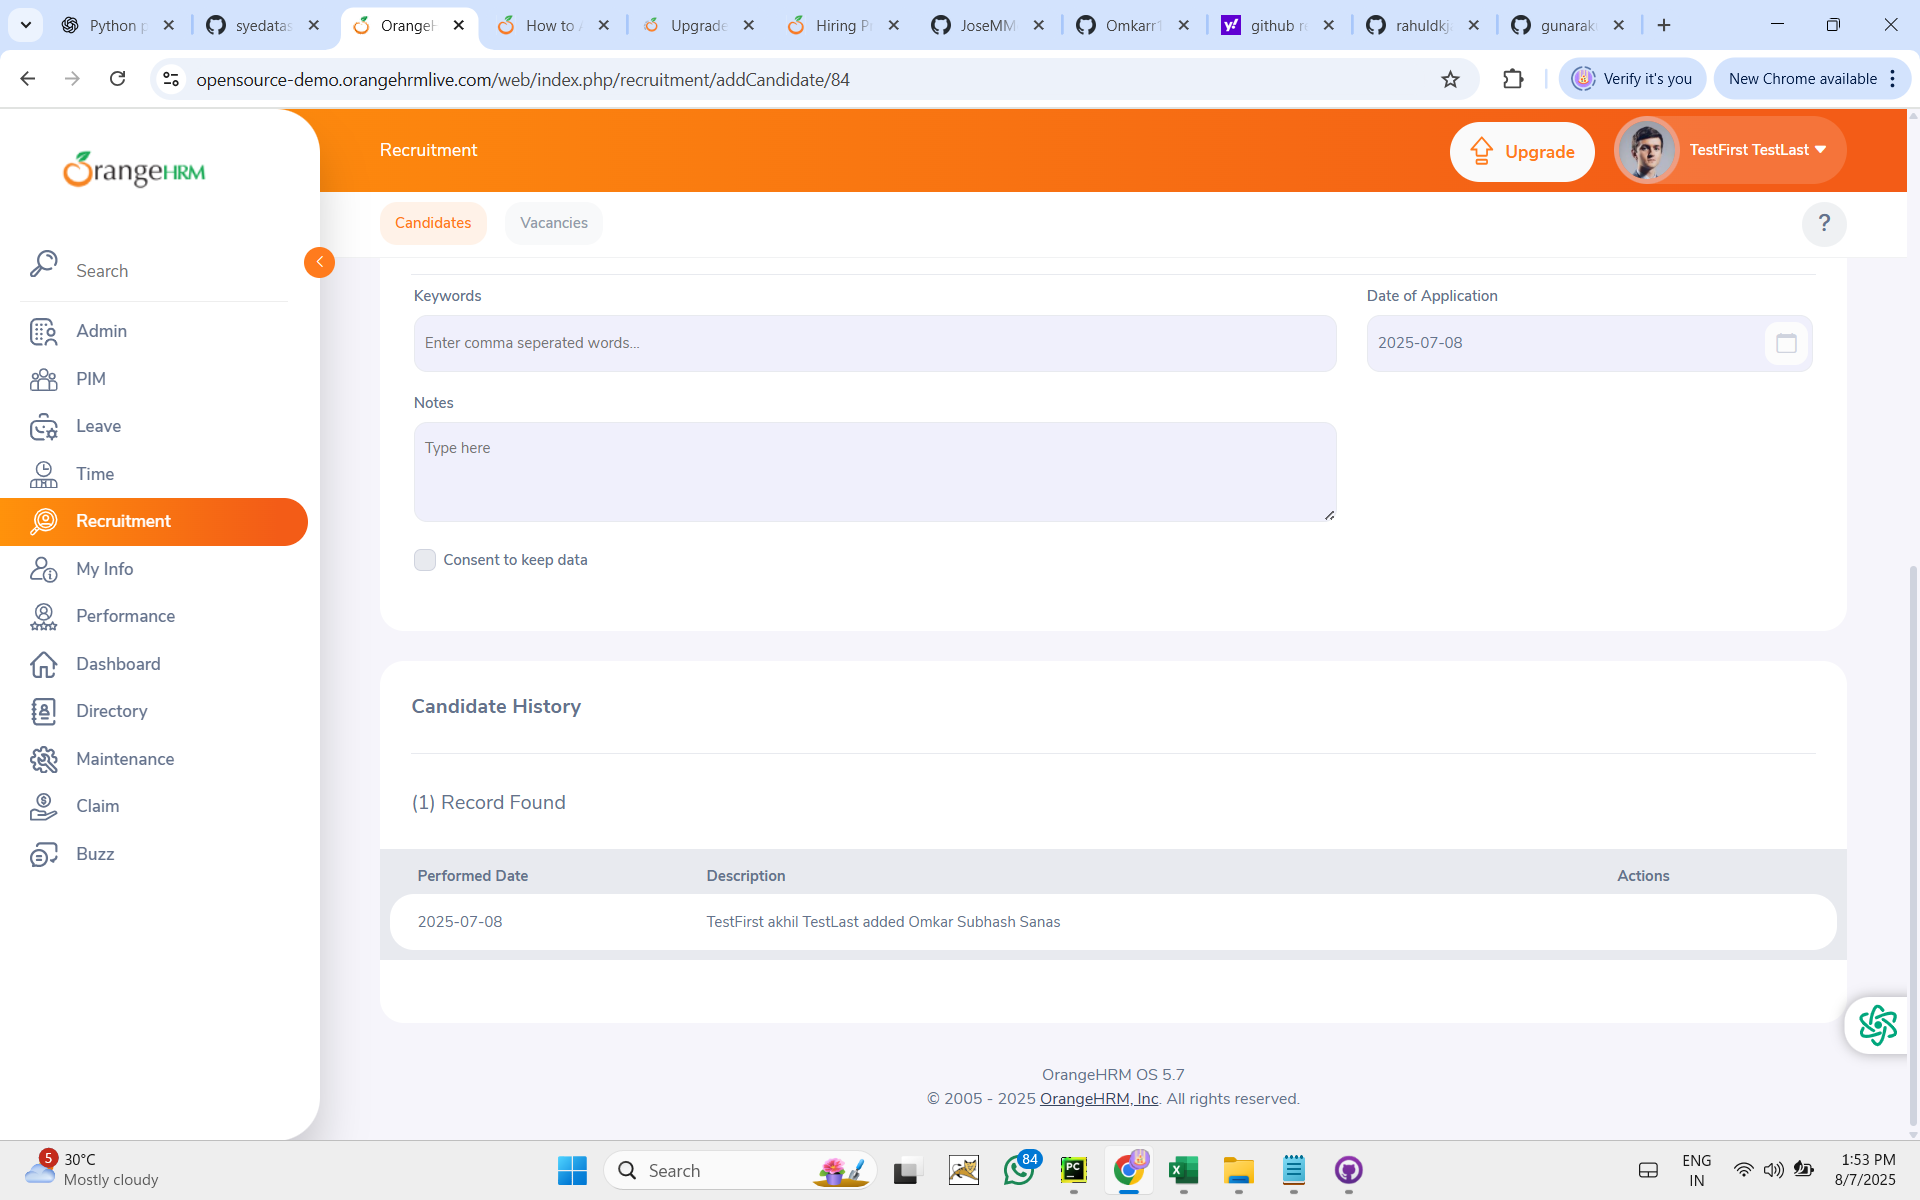 Python p
syedatas
OrangeH
How to A
Upgrade
Hiring P
JoseMM
Omkarr1
github re
rahuldkja
gunarak
opensource-demo.orangehrmlive.com/web/index.php/recruitment/addCandidate/84
Verify it's you
New Chrome available
OrangeHRM
Recruitment
Upgrade
TestFirst TestLast
Candidates
Vacancies
?
Search
Admin
PIM
Leave
Time
Recruitment
My Info
Performance
Dashboard
Directory
Maintenance
Claim
Buzz
Keywords
Date of Application
Enter comma seperated words...
2025-07-08
Notes
Type here
Consent to keep data
Candidate History
(1) Record Found
Performed Date
Description
Actions
2025-07-08
TestFirst akhil TestLast added Omkar Subhash Sanas
OrangeHRM OS 5.7
© 2005 - 2025 OrangeHRM, Inc. All rights reserved.
5
30°C
Mostly cloudy
Search
84
PC
ENG
IN
1:53 PM
8/7/2025